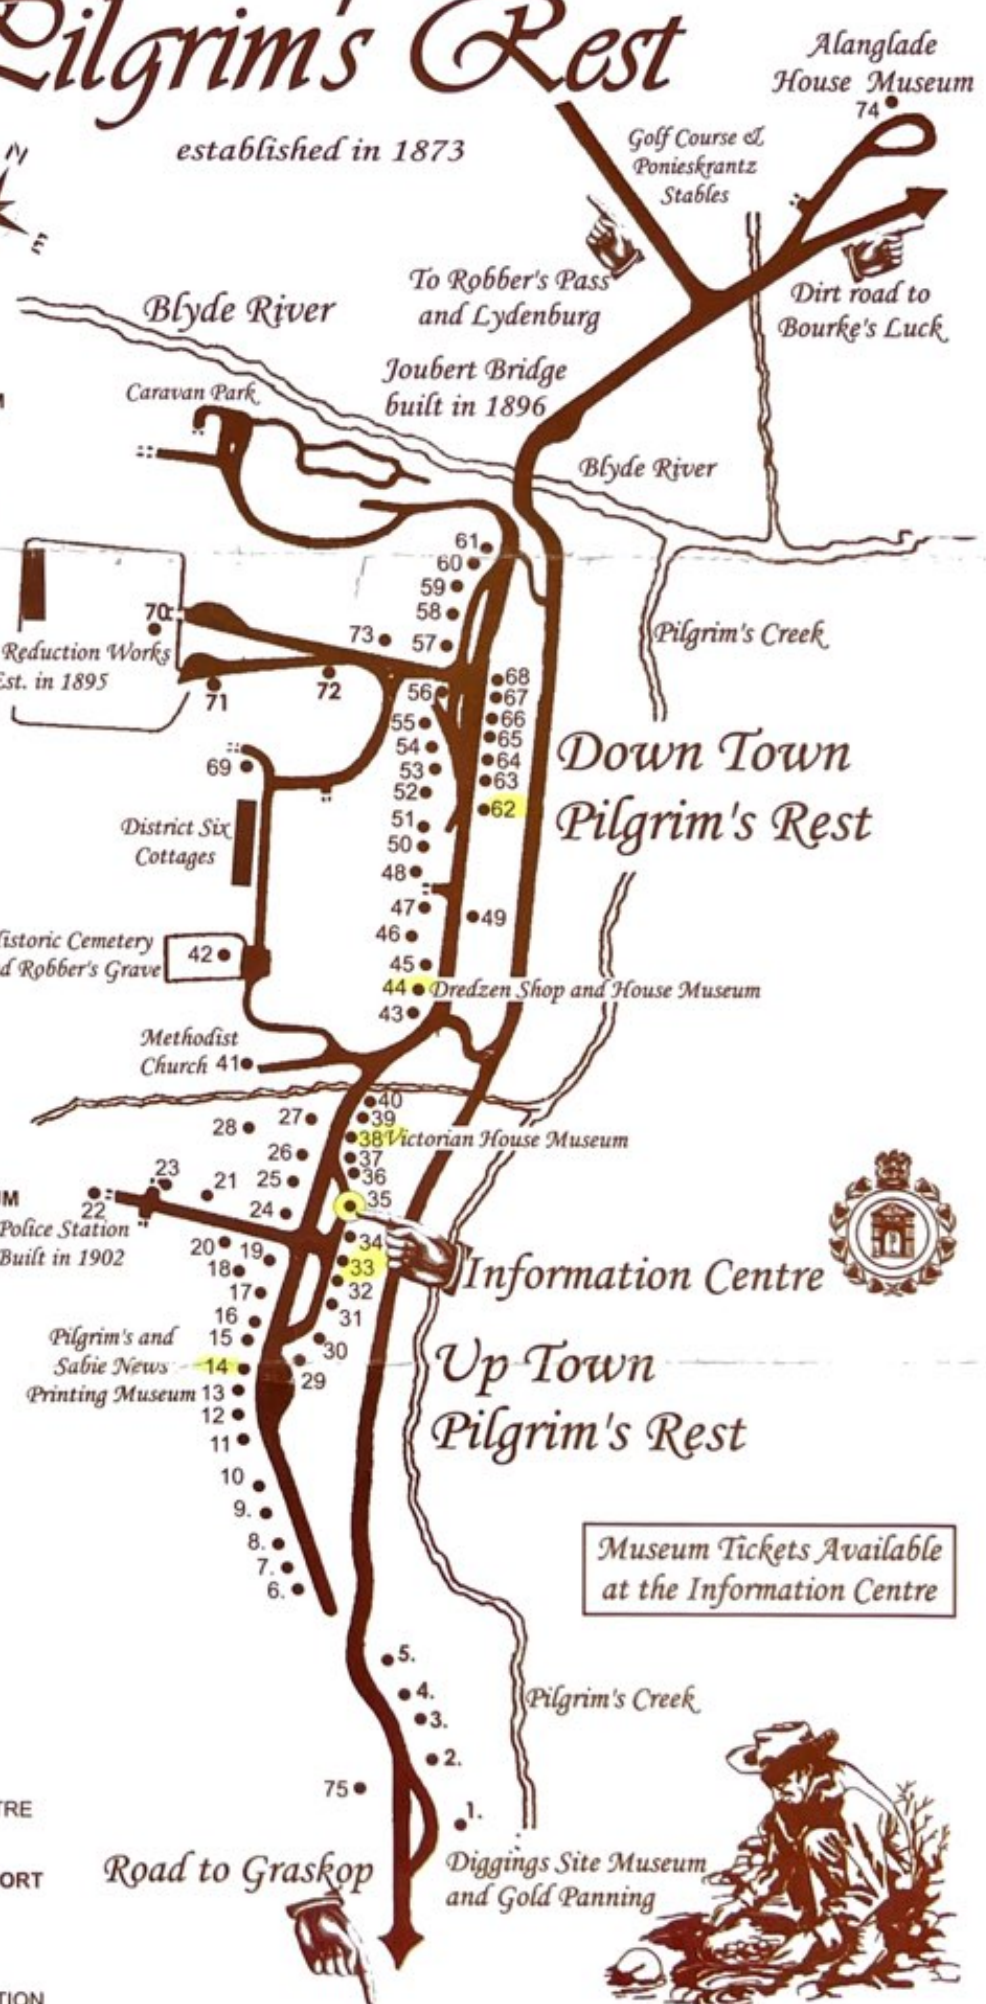 Pilgrim's Rest
established in 1873
N
E
Alanglade
House Museum
74
Golf Course &
Ponieskrantz
Stables
To Robber's Pass
and Lydenburg
Dirt road to
Bourke's Luck
Blyde River
Joubert Bridge
built in 1896
Caravan Park
Blyde River
61
60
59
58
57
73
70
Reduction Works
Est. in 1895
71
72
Pilgrim's Creek
68
67
66
65
64
63
62
56
55
54
53
52
51
50
48
47
49
46
45
44 Dredzen Shop and House Museum
43
Down Town
Pilgrim's Rest
69
District Six
Cottages
Historic Cemetery
and Robber's Grave
42
Methodist
Church 41
40
39
38 Victorian House Museum
37
36
35
34
33
32
31
30
29
28
27
26
25
24
23
22
21
20
19
18
17
16
15
14
13
12
11
10
9.
8.
7.
6.
UM
Police Station
Built in 1902
Information Centre
Pilgrim's and
Sabie News
Printing Museum
Up Town
Pilgrim's Rest
Museum Tickets Available
at the Information Centre
5.
4.
3.
2.
1.
75
Pilgrim's Creek
TRE
ORT
TION
Road to Graskop
Diggings Site Museum
and Gold Panning